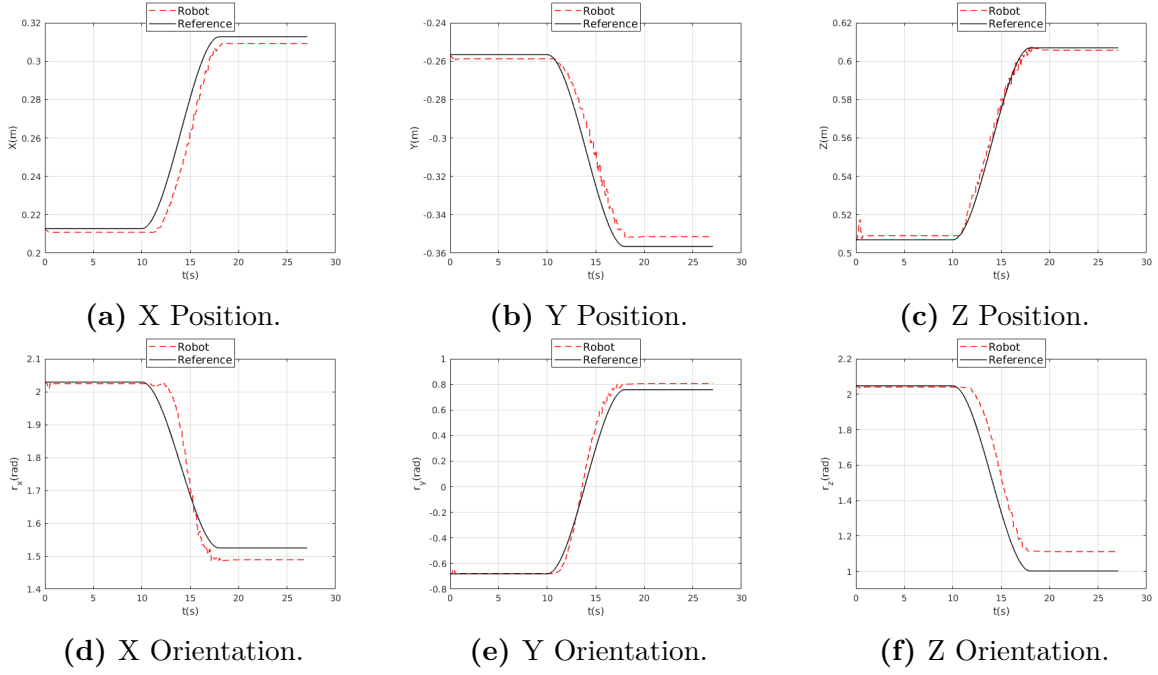 Robot
Reference
0.32
0.3
0.28
0.26
0.24
0.22
0.2
X(m)
0 5 10 15 20 25 30
t(s)
(a) X Position.
Robot
Reference
-0.24
-0.26
-0.28
-0.3
-0.32
-0.34
-0.36
Y(m)
0 5 10 15 20 25 30
t(s)
(b) Y Position.
Robot
Reference
0.62
0.6
0.58
0.56
0.54
0.52
0.5
Z(m)
0 5 10 15 20 25 30
t(s)
(c) Z Position.
Robot
Reference
2.1
2
1.9
1.8
1.7
1.6
1.5
1.4
r_x(rad)
0 5 10 15 20 25 30
t(s)
(d) X Orientation.
Robot
Reference
1
0.8
0.6
0.4
0.2
0
-0.2
-0.4
-0.6
-0.8
r_y(rad)
0 5 10 15 20 25 30
t(s)
(e) Y Orientation.
Robot
Reference
2.2
2
1.8
1.6
1.4
1.2
1
r_z(rad)
0 5 10 15 20 25 30
t(s)
(f) Z Orientation.